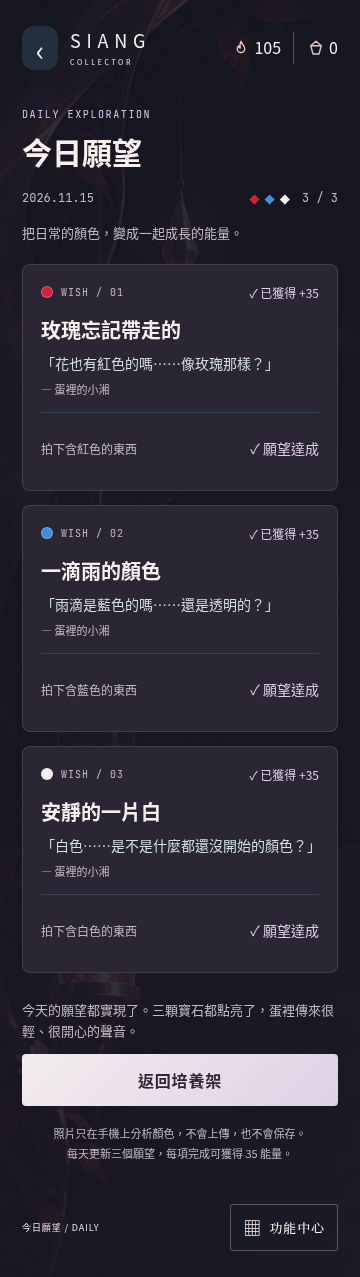 ‹
SIANG
COLLECTOR
105
0
DAILY EXPLORATION
今日願望
2026.11.15
3 / 3
把日常的顏色，變成一起成長的能量。
WISH / 01
✓已獲得 +35
玫瑰忘記帶走的
「花也有紅色的嗎⋯⋯像玫瑰那樣？」
— 蛋裡的小湘
拍下含紅色的東西
✓願望達成
WISH / 02
✓已獲得 +35
一滴雨的顏色
「雨滴是藍色的嗎⋯⋯還是透明的？」
— 蛋裡的小湘
拍下含藍色的東西
✓願望達成
WISH / 03
✓已獲得 +35
安靜的一片白
「白色⋯⋯是不是什麼都還沒開始的顏色？」
— 蛋裡的小湘
拍下含白色的東西
✓願望達成
今天的願望都實現了。三顆寶石都點亮了，蛋裡傳來很
輕、很開心的聲音。
返回培養架
照片只在手機上分析顏色，不會上傳，也不會保存。
每天更新三個願望，每項完成可獲得 35 能量。
今日願望 / DAILY
功能中心